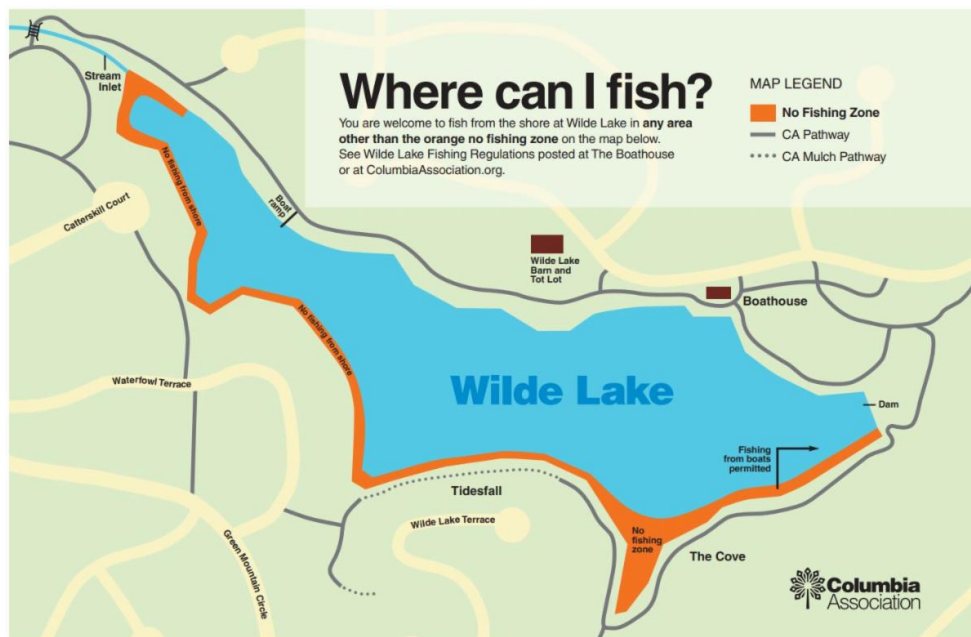 Where can I fish?
You are welcome to fish from the shore at Wilde Lake in any area
other than the orange no fishing zone on the map below.
See Wilde Lake Fishing Regulations posted at The Boathouse
or at ColumbiaAssociation.org.
MAP LEGEND
No Fishing Zone
CA Pathway
CA Mulch Pathway
Stream
Inlet
No fishing from shore
Catterskill Court
Boat
ramp
Wilde Lake
Barn and
Tot Lot
Boathouse
No fishing from shore
Waterfowl Terrace
Wilde Lake
Dam
Fishing
from boats
permitted
Tidesfall
Wilde Lake Terrace
Green Mountain Circle
No
fishing
zone
The Cove
Columbia
Association